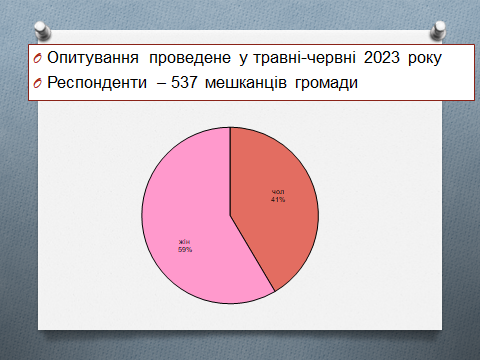 Опитування проведене у травні-червні 2023 року
Респонденти – 537 мешканців громади
чол
41%
жін
59%